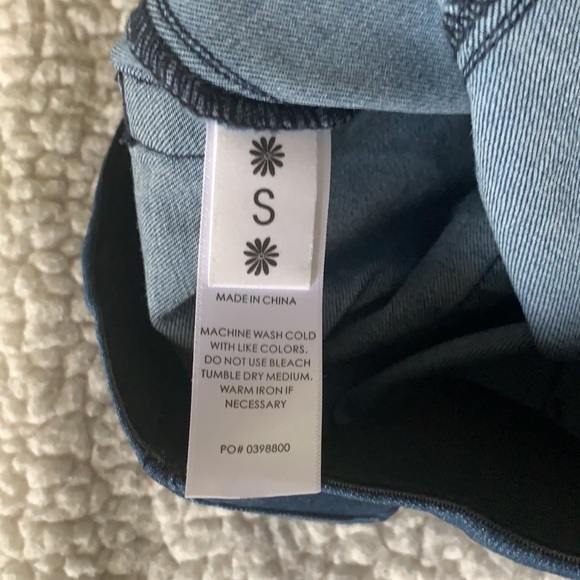 S
MADE IN CHINA
MACHINE WASH COLD
WITH LIKE COLORS.
DO NOT USE BLEACH
TUMBLE DRY MEDIUM.
WARM IRON IF
NECESSARY
PO# 0398800